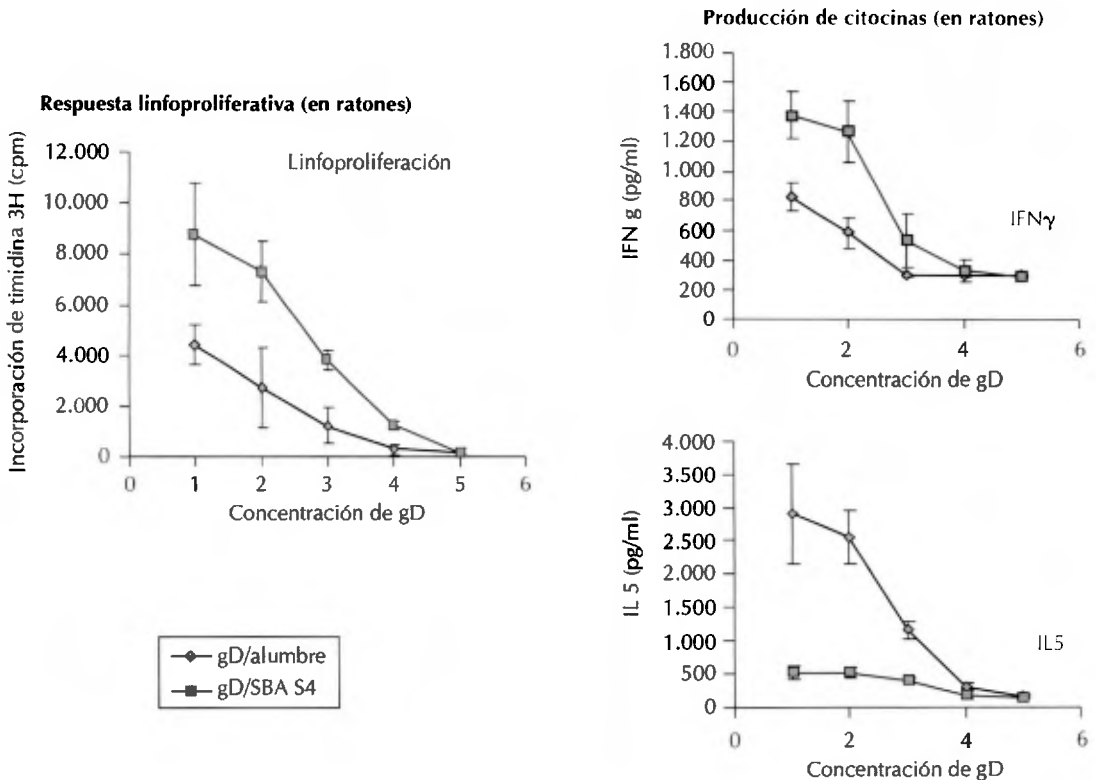 Respuesta linfoproliferativa (en ratones)
Linfoproliferación
Incorporación de timidina 3H (cpm)
12.000
10.000
8.000
6.000
4.000
2.000
0
0 1 2 3 4 5 6
Concentración de gD
gD/alumbre
gD/SBA S4
Producción de citocinas (en ratones)
IFN g (pg/ml)
1.800
1.600
1.400
1.200
1.000
800
600
400
200
0
IFNγ
0 2 4 6
Concentración de gD
IL 5 (pg/ml)
4.000
3.500
3.000
2.500
2.000
1.500
1.000
500
0
IL5
0 2 4 6
Concentración de gD